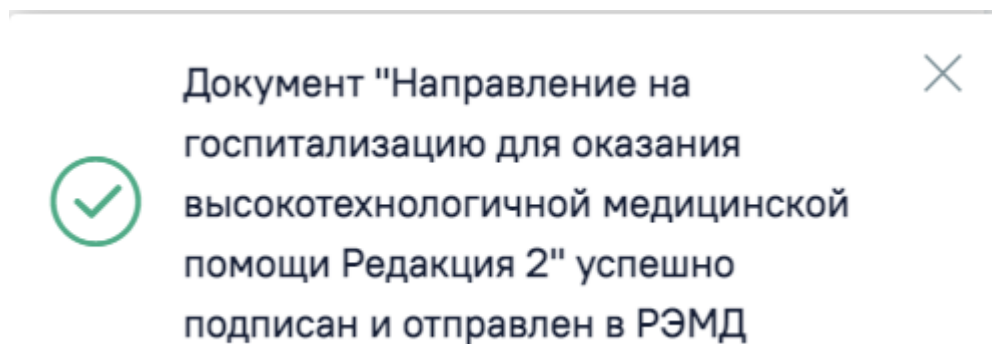 Документ "Направление на
госпитализацию для оказания
высокотехнологичной медицинской
помощи Редакция 2" успешно
подписан и отправлен в РЭМД